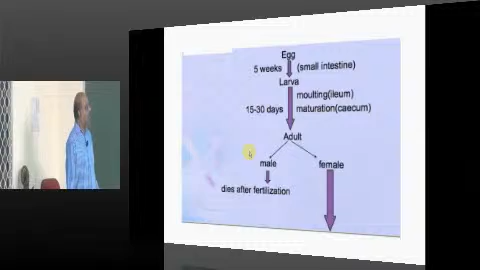 Egg
5 weeks (small intestine)
Larva
moulting(ileum)
15-30 days maturation(caecum)
Adult
male female
dies after fertilization